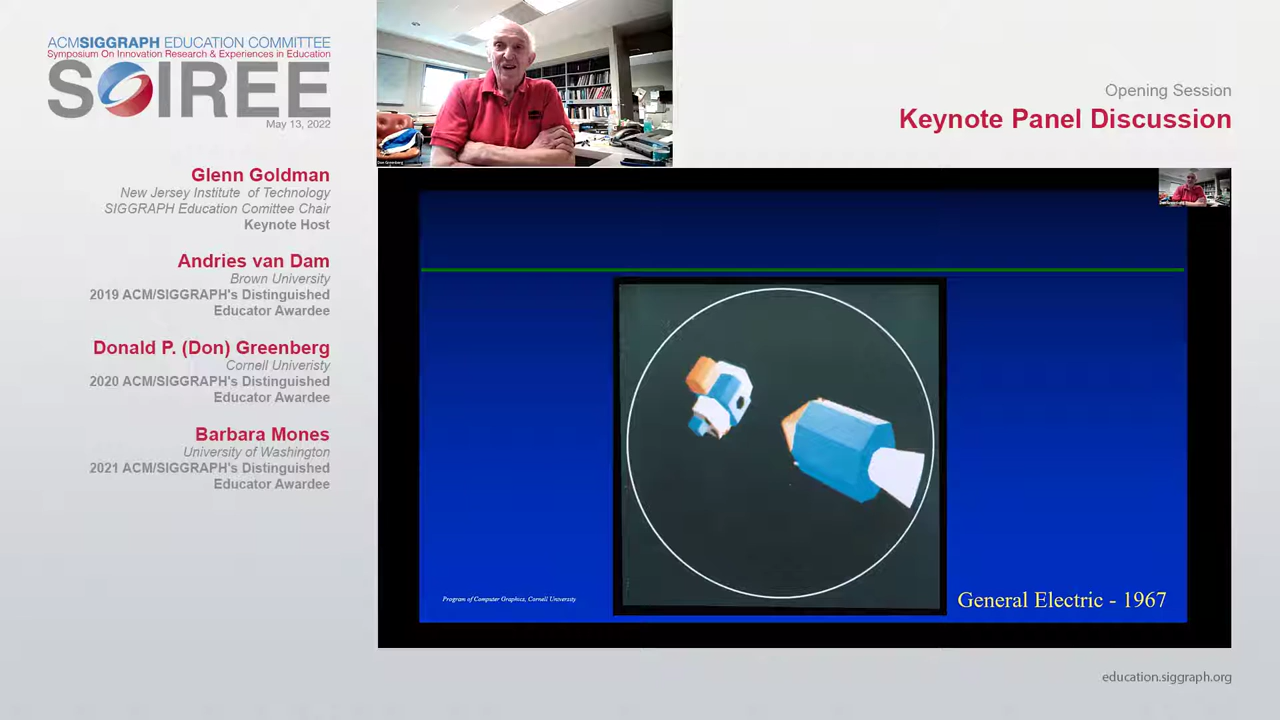 ACMSIGGRAPH EDUCATION COMMITTEE
Symposium On Innovation Research & Experiences in Education
SOIREE
May 13, 2022
Glenn Goldman
New Jersey Institute of Technology
SIGGRAPH Education Comittee Chair
Keynote Host
Andries van Dam
Brown University
2019 ACM/SIGGRAPH's Distinguished
Educator Awardee
Donald P. (Don) Greenberg
Cornell Univeristy
2020 ACM/SIGGRAPH's Distinguished
Educator Awardee
Barbara Mones
University of Washington
2021 ACM/SIGGRAPH's Distinguished
Educator Awardee
Don Greenberg
Opening Session
Keynote Panel Discussion
Program of Computer Graphics, Cornell University
General Electric - 1967
education.siggraph.org